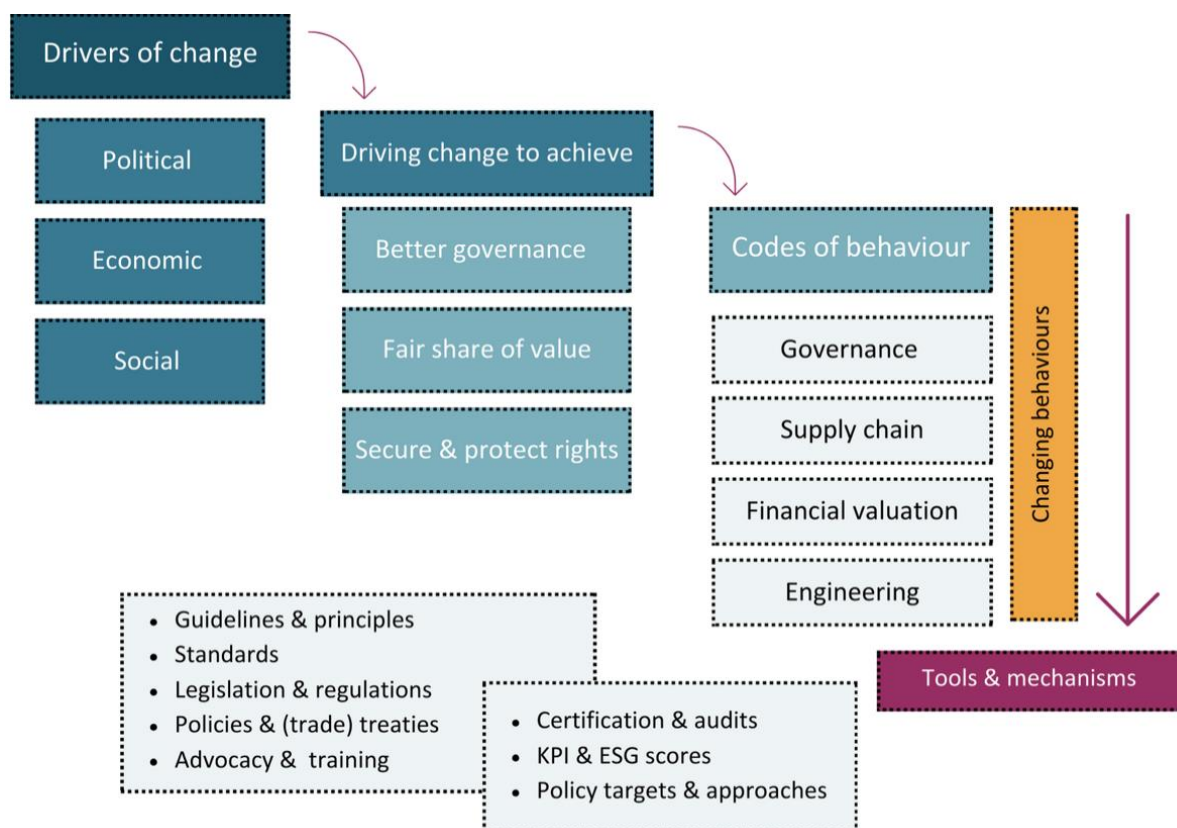 Drivers of change
Political
Economic
Social
Driving change to achieve
Better governance
Fair share of value
Secure & protect rights
Codes of behaviour
Governance
Supply chain
Financial valuation
Engineering
Changing behaviours
Tools & mechanisms
• Guidelines & principles
• Standards
• Legislation & regulations
• Policies & (trade) treaties
• Advocacy & training
• Certification & audits
• KPI & ESG scores
• Policy targets & approaches